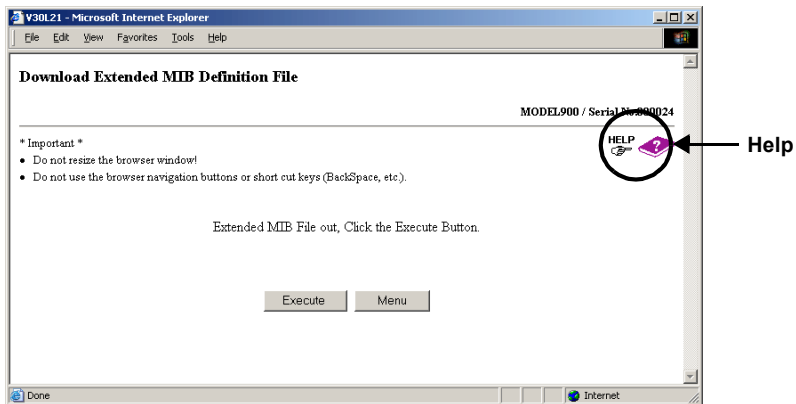 V30L21 - Microsoft Internet Explorer
File Edit View Favorites Tools Help
Download Extended MIB Definition File
MODEL900 / Serial No:800024
* Important *
HELP
Help
• Do not resize the browser window!
• Do not use the browser navigation buttons or short cut keys (BackSpace, etc.).
Extended MIB File out, Click the Execute Button.
Execute Menu
Done Internet